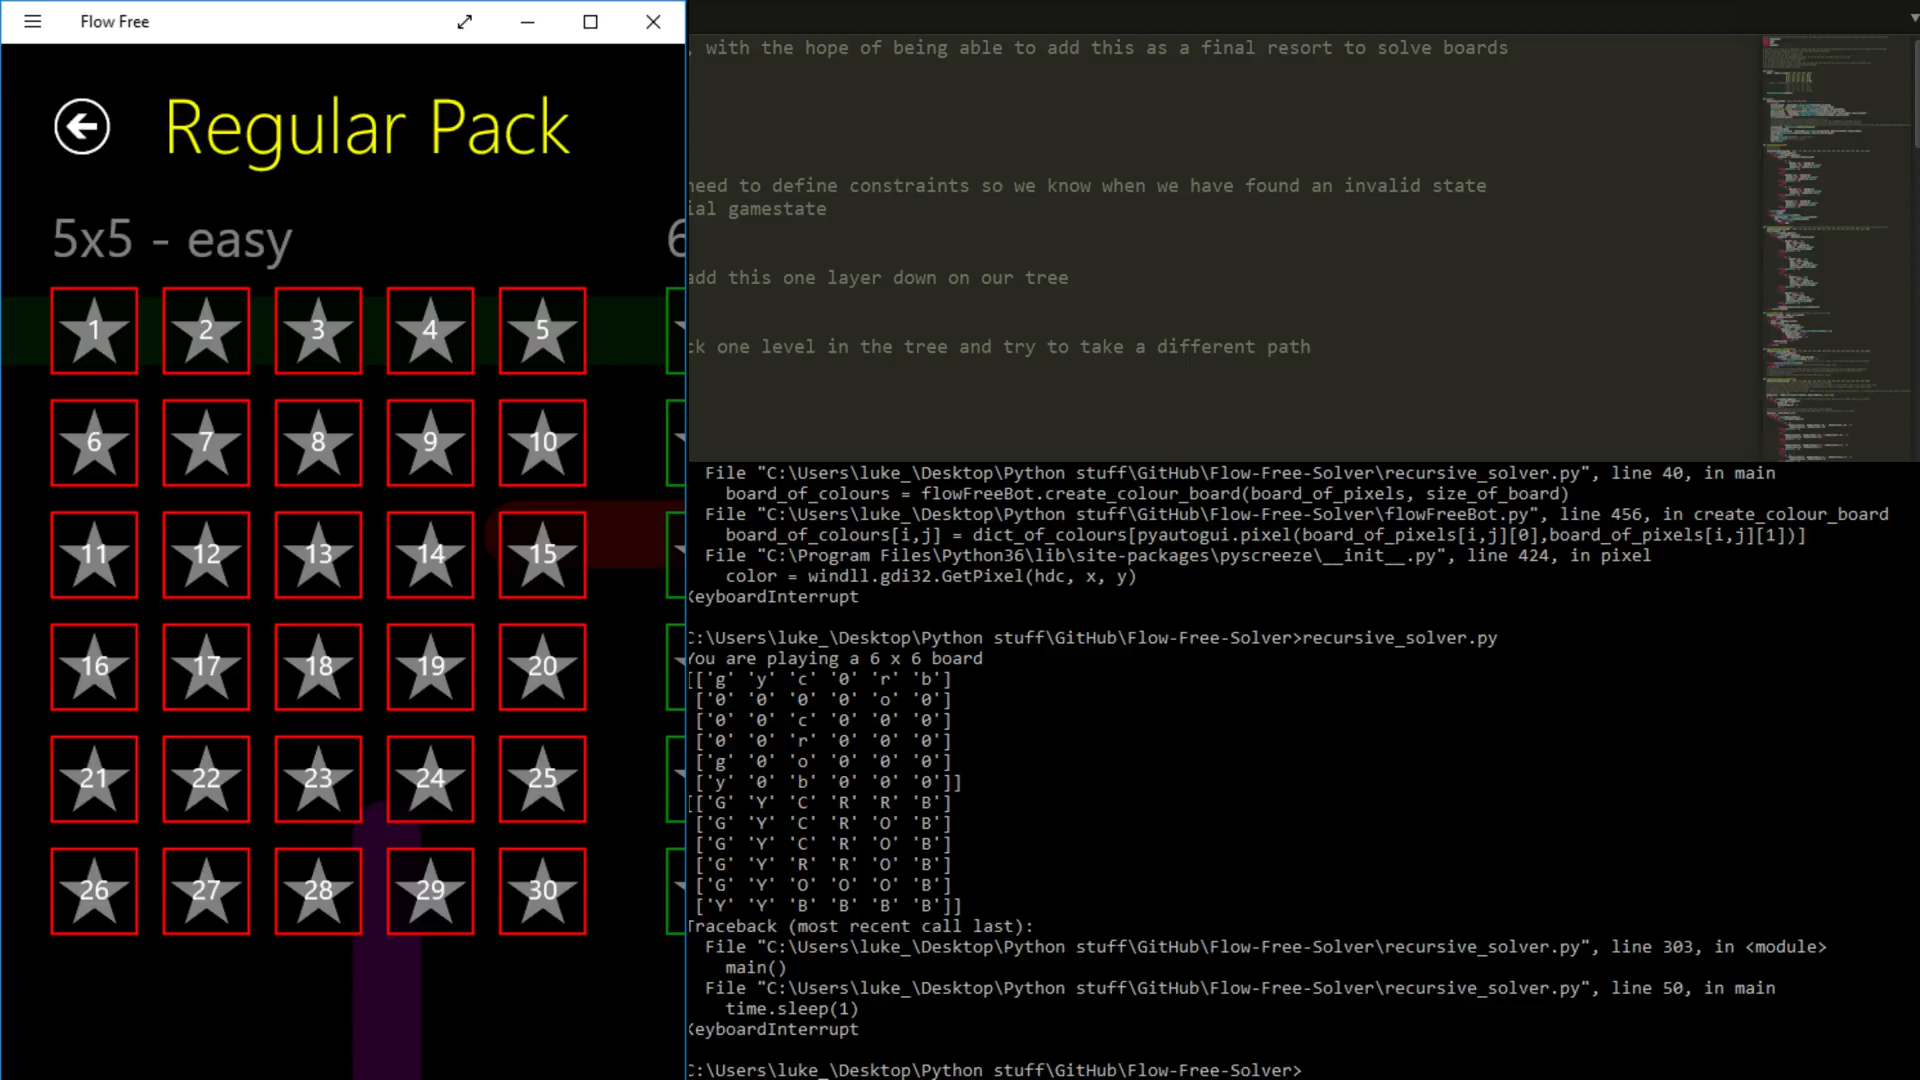 Flow Free
Regular Pack
5x5 - easy
6
1 2 3 4 5
6 7 8 9 10
11 12 13 14 15
16 17 18 19 20
21 22 23 24 25
26 27 28 29 30
, with the hope of being able to add this as a final resort to solve boards
need to define constraints so we know when we have found an invalid state
ial gamestate
add this one layer down on our tree
ck one level in the tree and try to take a different path
File "C:\Users\luke_\Desktop\Python stuff\GitHub\Flow-Free-Solver\recursive_solver.py", line 40, in main
board_of_colours = flowFreeBot.create_colour_board(board_of_pixels, size_of_board)
File "C:\Users\luke_\Desktop\Python stuff\GitHub\Flow-Free-Solver\flowFreeBot.py", line 456, in create_colour_board
board_of_colours[i,j] = dict_of_colours[pyautogui.pixel(board_of_pixels[i,j][0],board_of_pixels[i,j][1])]
File "C:\Program Files\Python36\lib\site-packages\pyscreeze\__init__.py", line 424, in pixel
color = windll.gdi32.GetPixel(hdc, x, y)
KeyboardInterrupt
C:\Users\luke_\Desktop\Python stuff\GitHub\Flow-Free-Solver>recursive_solver.py
You are playing a 6 x 6 board
[['g' 'y' 'c' '0' 'r' 'b']
['0' '0' '0' '0' 'o' '0']
['0' '0' 'c' '0' '0' '0']
['0' '0' 'r' '0' '0' '0']
['g' '0' 'o' '0' '0' '0']
['y' '0' 'b' '0' '0' '0']]
[['G' 'Y' 'C' 'R' 'R' 'B']
['G' 'Y' 'C' 'R' 'O' 'B']
['G' 'Y' 'C' 'R' 'O' 'B']
['G' 'Y' 'R' 'R' 'O' 'B']
['G' 'Y' 'O' 'O' 'O' 'B']
['Y' 'Y' 'B' 'B' 'B' 'B']]
Traceback (most recent call last):
File "C:\Users\luke_\Desktop\Python stuff\GitHub\Flow-Free-Solver\recursive_solver.py", line 303, in <module>
main()
File "C:\Users\luke_\Desktop\Python stuff\GitHub\Flow-Free-Solver\recursive_solver.py", line 50, in main
time.sleep(1)
KeyboardInterrupt
C:\Users\luke_\Desktop\Python stuff\GitHub\Flow-Free-Solver>